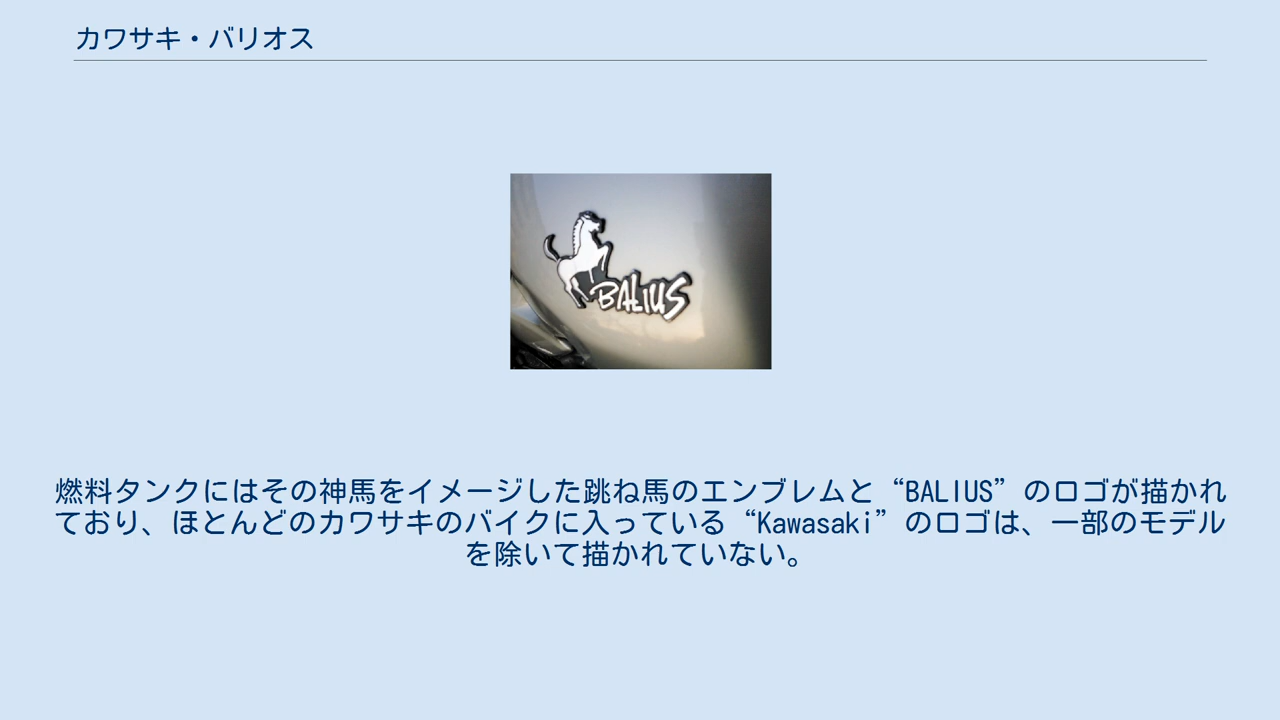 カワサキ・バリオス
BALIUS
燃料タンクにはその神馬をイメージした跳ね馬のエンブレムと“BALIUS”のロゴが描かれ
ており、ほとんどのカワサキのバイクに入っている“Kawasaki”のロゴは、一部のモデル
を除いて描かれていない。